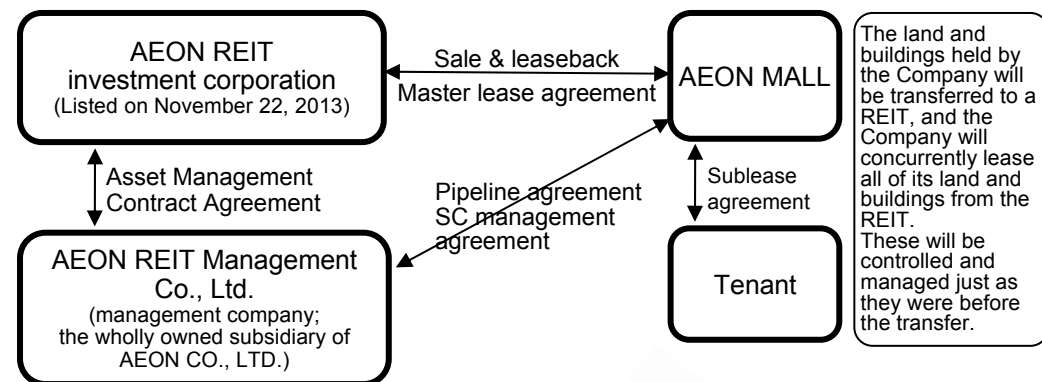 AEON REIT
investment corporation
(Listed on November 22, 2013)
Sale & leaseback
Master lease agreement
AEON MALL
Asset Management
Contract Agreement
Pipeline agreement
SC management
agreement
Sublease
agreement
AEON REIT Management
Co., Ltd.
(management company;
the wholly owned subsidiary of
AEON CO., LTD.)
Tenant
The land and
buildings held by
the Company will
be transferred to a
REIT, and the
Company will
concurrently lease
all of its land and
buildings from the
REIT.
These will be
controlled and
managed just as
they were before
the transfer.